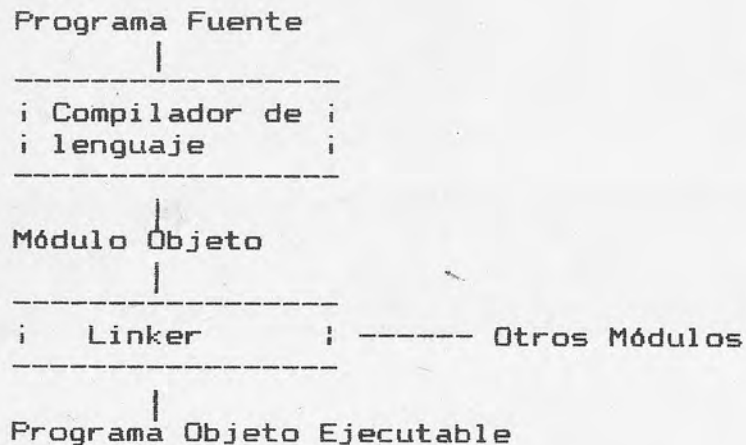 Programa Fuente
|
------------------
¡ Compilador de ¡
¡ lenguaje ¡
------------------
|
Módulo Objeto
|
------------------
¡ Linker ¦ ------ Otros Módulos
------------------
|
Programa Objeto Ejecutable